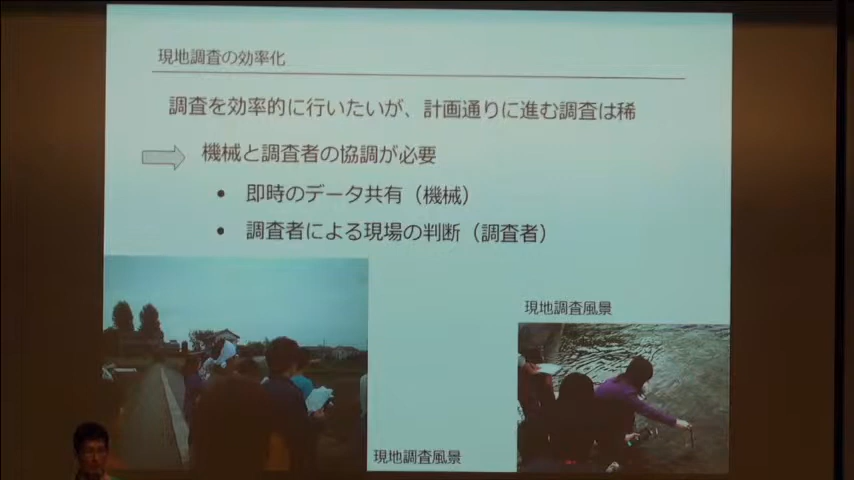 現地調査の効率化
調査を効率的に行いたいが、計画通りに進む調査は稀
機械と調査者の協調が必要
• 即時のデータ共有（機械）
• 調査者による現場の判断（調査者）
現地調査風景
現地調査風景